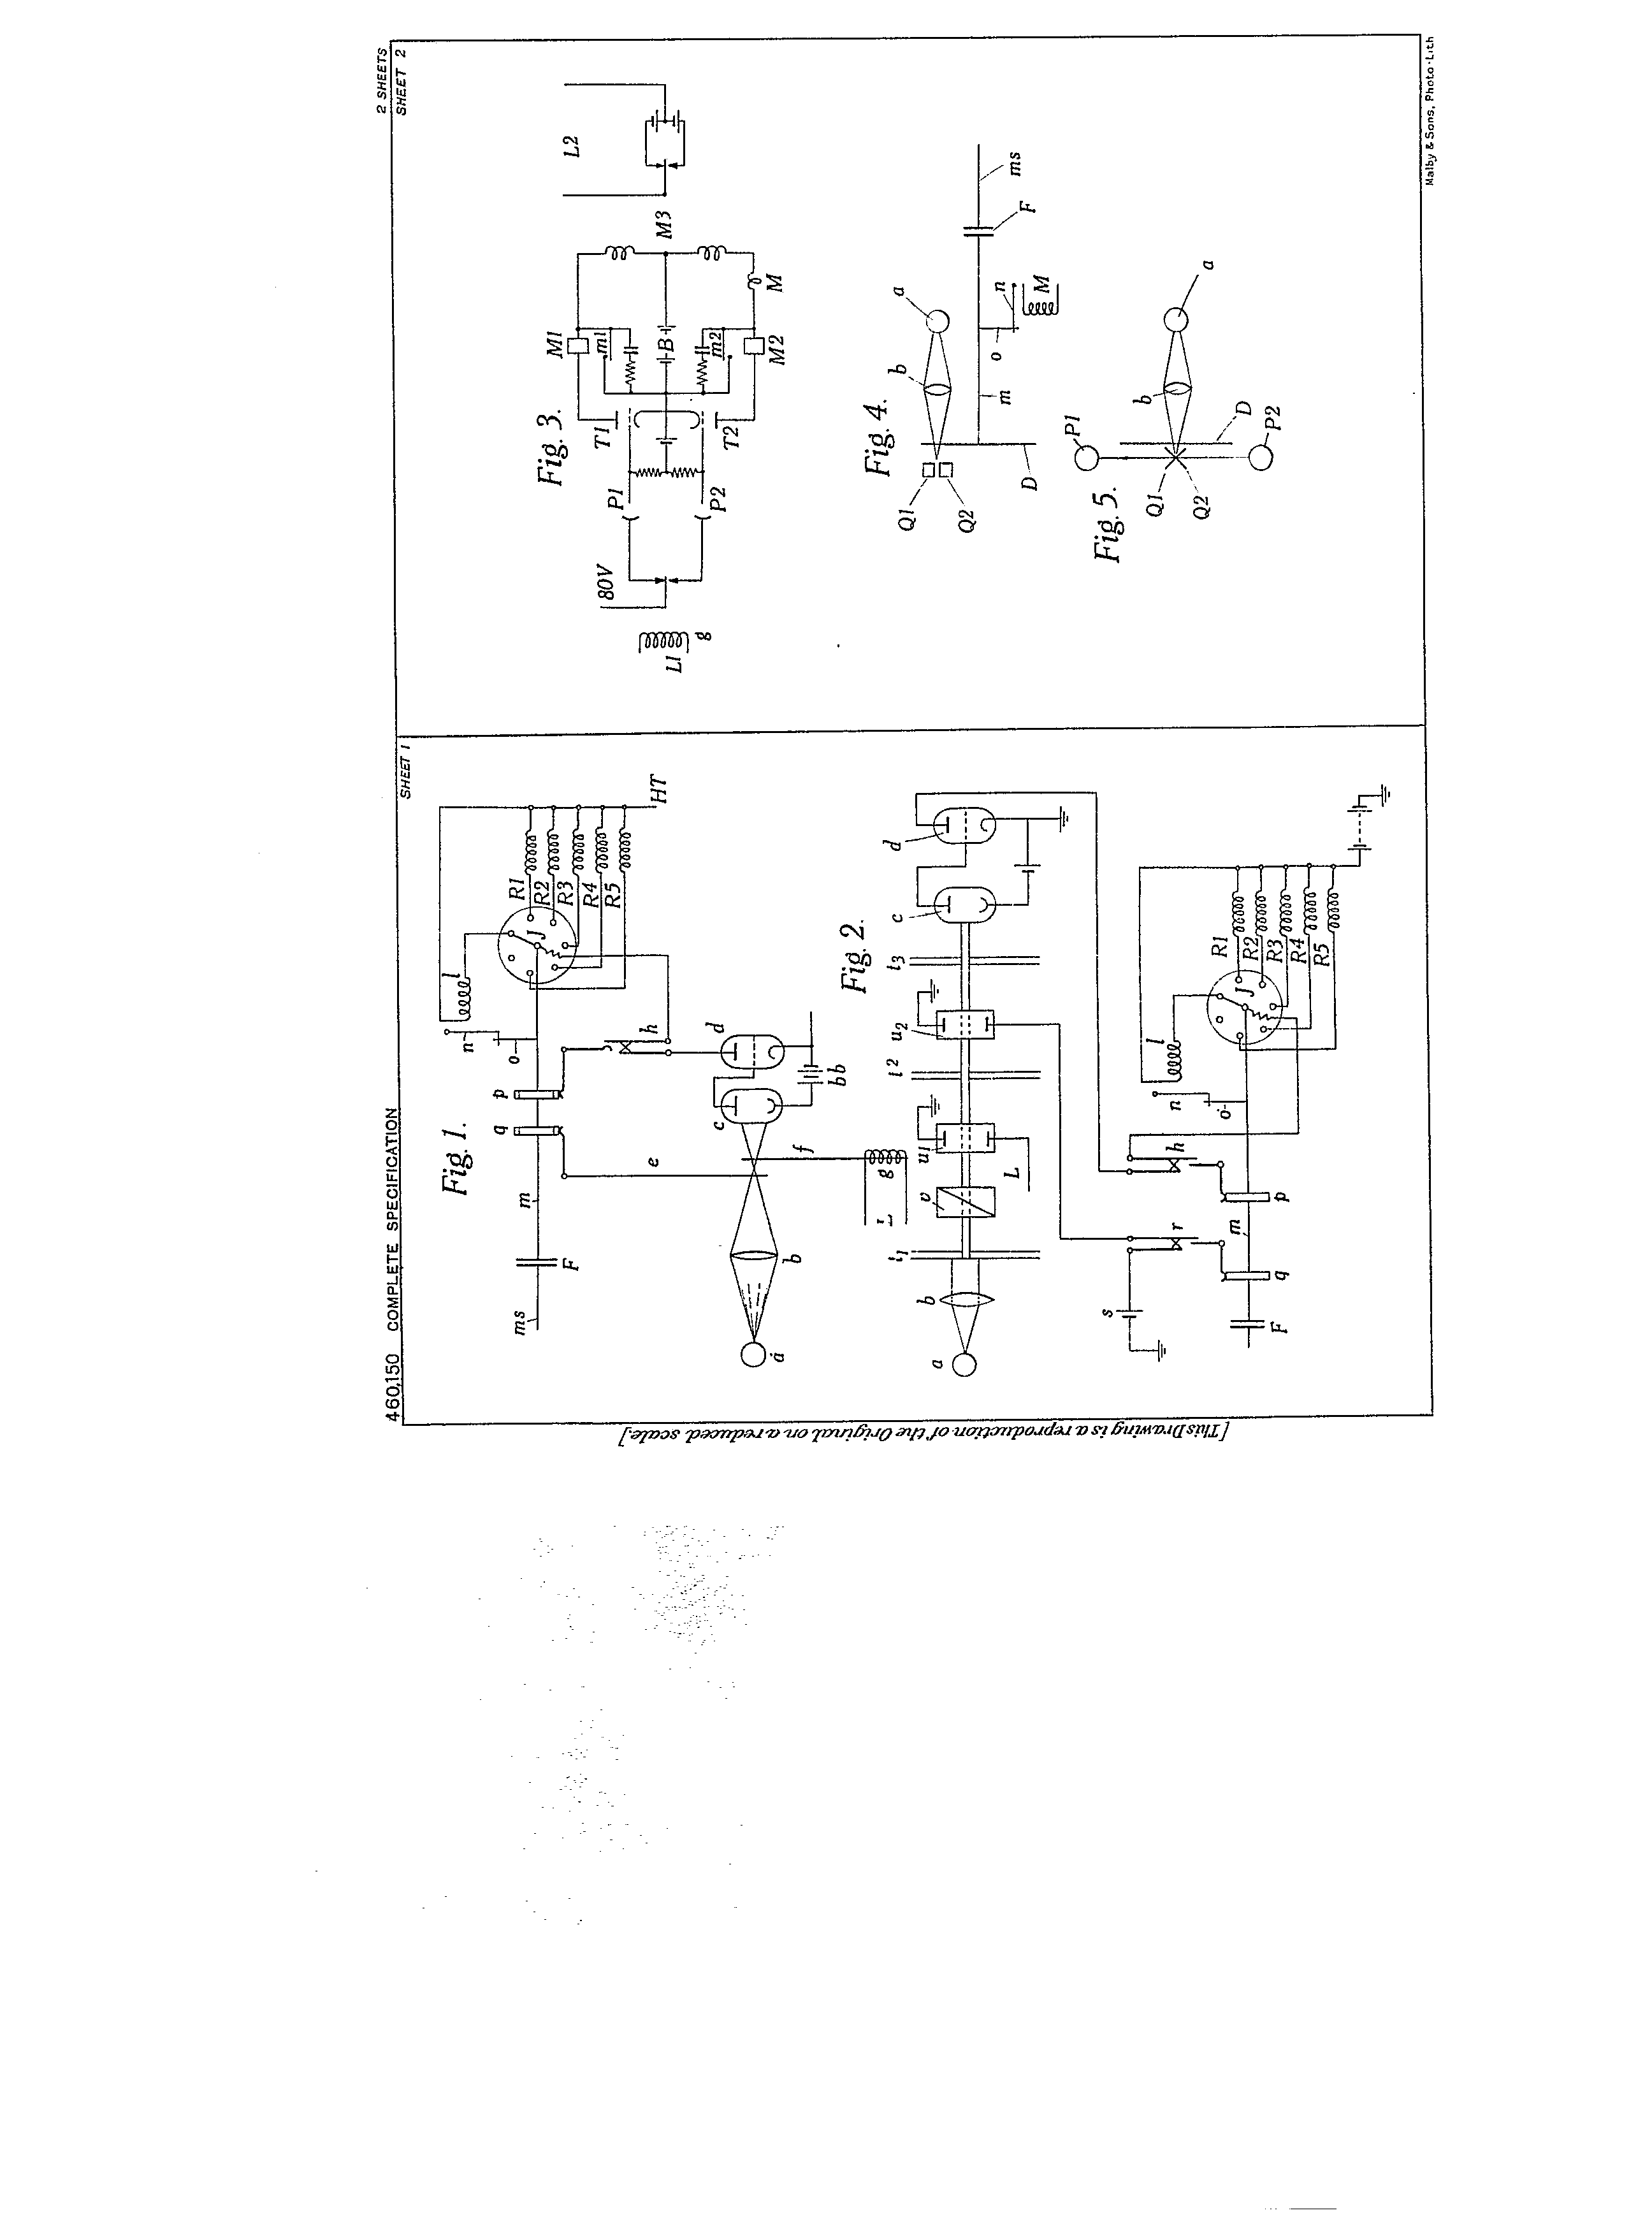 460,150 COMPLETE SPECIFICATION
2 SHEETS
SHEET 1
SHEET 2
[This Drawing is a reproduction of the Original on a reduced scale.]
Fig. 1.
ms
F
m
q
p
o
n
l
J
R1
R2
R3
R4
R5
HT
h
e
f
g
L
a
b
c
d
bb
Fig. 2.
a
b
t1
v
u1
L
t2
u2
t3
c
d
s
r
h
F
q
m
p
o
n
l
J
R1
R2
R3
R4
R5
Fig. 3.
L1
g
80V
P1
P2
T1
T2
M1
m1
B
m2
M2
M
M3
L2
Fig. 4.
Q1
Q2
D
b
a
m
o
n
M
F
ms
Fig. 5.
P1
Q1
Q2
b
a
D
P2
Malby & Sons, Photo-Lith